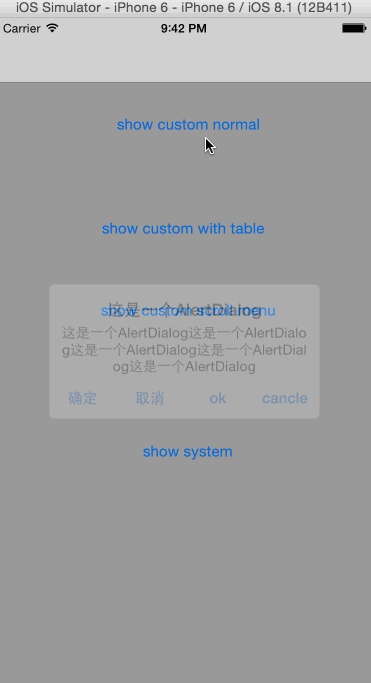 iOS Simulator - iPhone 6 - iPhone 6 / iOS 8.1 (12B411)
Carrier 9:42 PM
show custom normal
show custom with table
show custom scroll menu
这是一个AlertDialog
这是一个AlertDialog这是一个AlertDialo
g这是一个AlertDialog这是一个AlertDial
og这是一个AlertDialog
确定 取消 ok cancle
show system